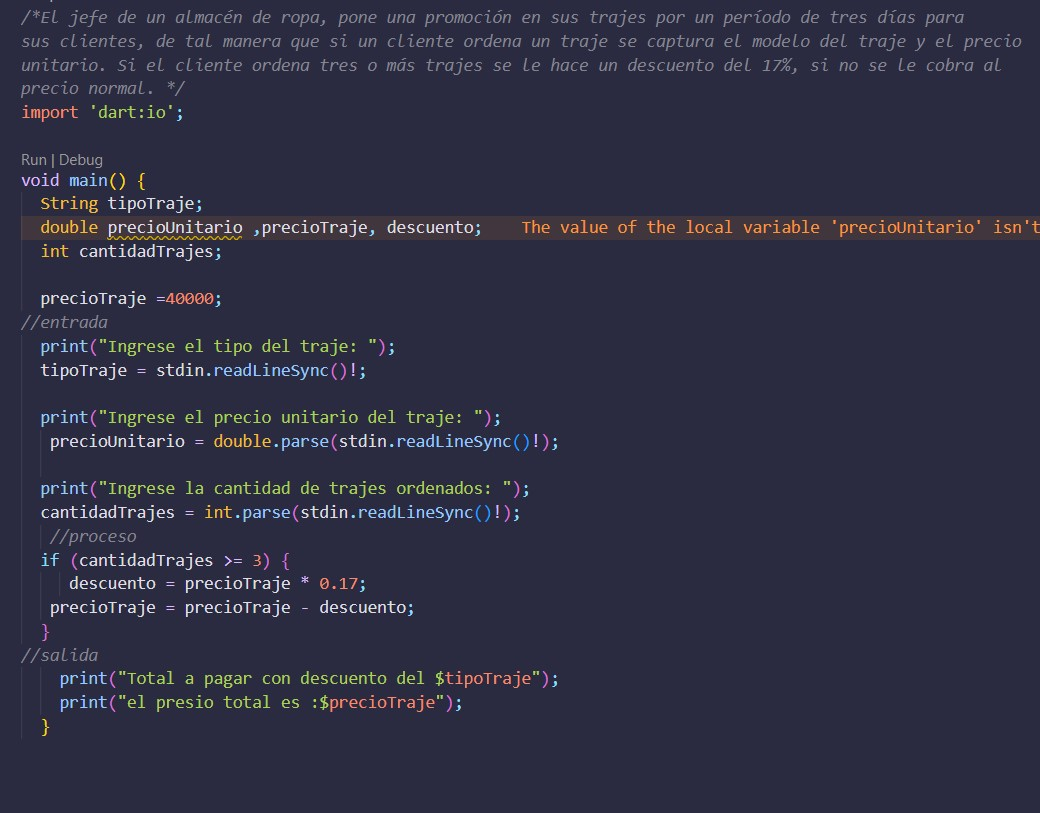 /*El jefe de un almacén de ropa, pone una promoción en sus trajes por un período de tres días para
sus clientes, de tal manera que si un cliente ordena un traje se captura el modelo del traje y el precio
unitario. Si el cliente ordena tres o más trajes se le hace un descuento del 17%, si no se le cobra al
precio normal. */
import 'dart:io';
Run | Debug
void main() {
String tipoTraje;
double precioUnitario ,precioTraje, descuento; The value of the local variable 'precioUnitario' isn't
int cantidadTrajes;
precioTraje =40000;
//entrada
print("Ingrese el tipo del traje: ");
tipoTraje = stdin.readLineSync()!;
print("Ingrese el precio unitario del traje: ");
precioUnitario = double.parse(stdin.readLineSync()!);
print("Ingrese la cantidad de trajes ordenados: ");
cantidadTrajes = int.parse(stdin.readLineSync()!);
//proceso
if (cantidadTrajes >= 3) {
descuento = precioTraje * 0.17;
precioTraje = precioTraje - descuento;
}
//salida
print("Total a pagar con descuento del $tipoTraje");
print("el presio total es :$precioTraje");
}